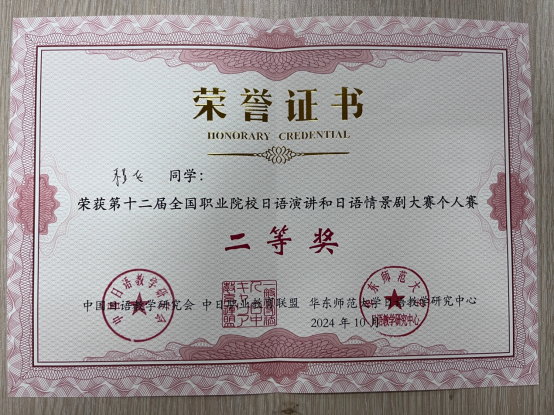 荣誉证书
HONORARY CREDENTIAL
同学：
荣获第十二届全国职业院校日语演讲和日语情景剧大赛个人赛
二等奖
中国日语教学研究会 中日职业教育联盟 华东师范大学日语教学研究中心
2024 年 10 月